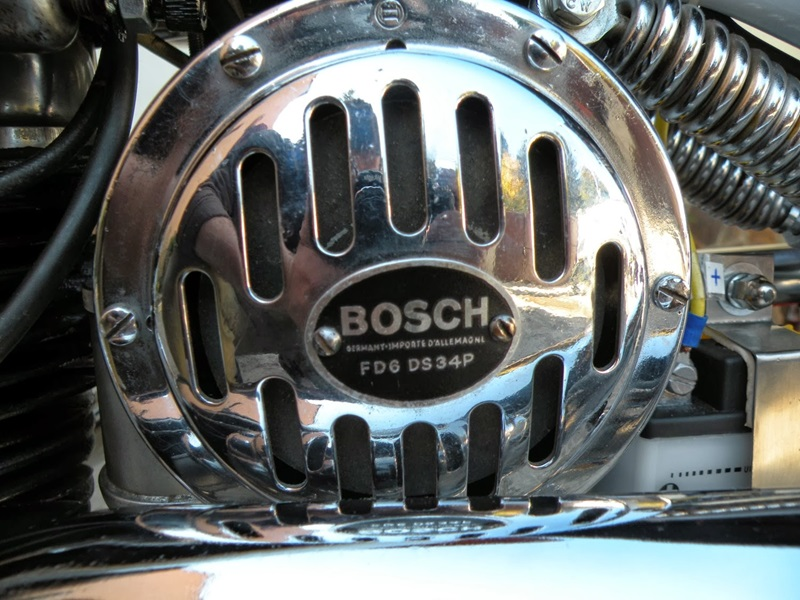 BOSCH
GERMANY·IMPORTÉ D'ALLEMAGNE
FD6 DS34P
+